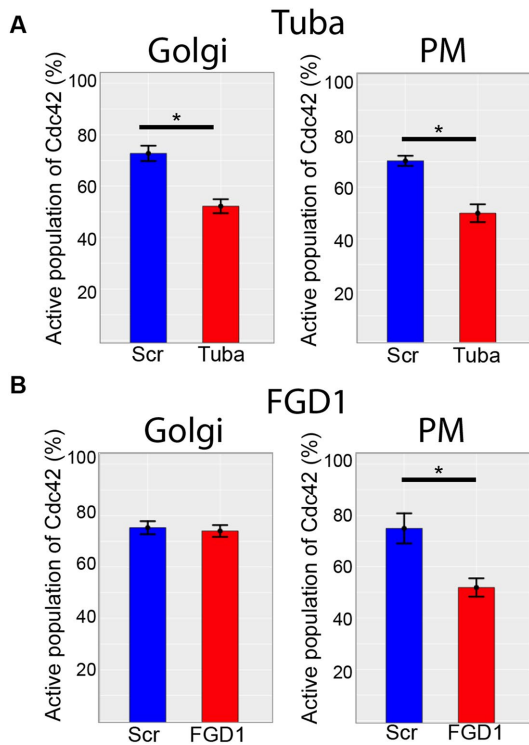 A
Tuba
Golgi
PM
Active population of Cdc42 (%)
100
80
60
40
20
*
Scr
Tuba
Active population of Cdc42 (%)
100
80
60
40
20
*
Scr
Tuba
B
FGD1
Golgi
PM
Active population of Cdc42 (%)
100
80
60
40
20
Scr
FGD1
Active population of Cdc42 (%)
100
80
60
40
20
*
Scr
FGD1